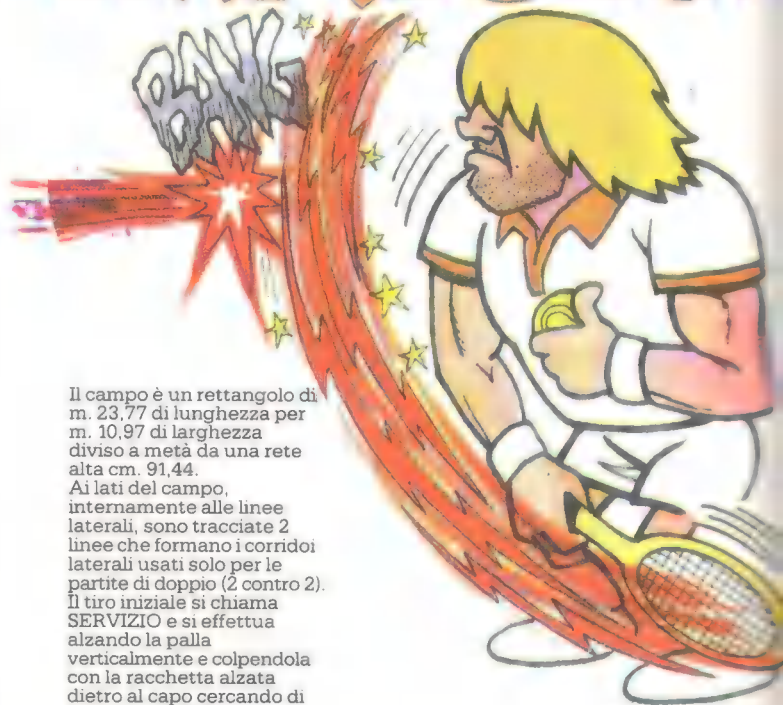 BANG
Il campo è un rettangolo di
m. 23,77 di lunghezza per
m. 10,97 di larghezza
diviso a metà da una rete
alta cm. 91,44.
Ai lati del campo,
internamente alle linee
laterali, sono tracciate 2
linee che formano i corridoi
laterali usati solo per le
partite di doppio (2 contro 2).
Il tiro iniziale si chiama
SERVIZIO e si effettua
alzando la palla
verticalmente e colpendola
con la racchetta alzata
dietro al capo cercando di